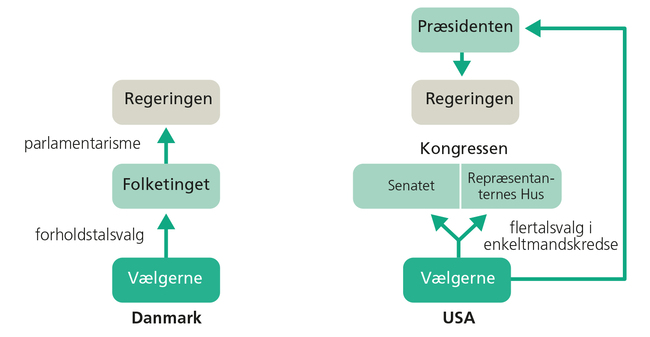 Regeringen
parlamentarisme
Folketinget
forholdstalsvalg
Vælgerne
Danmark
Præsidenten
Regeringen
Kongressen
Senatet
Repræsentan-
ternes Hus
flertalsvalg i
enkeltmandskredse
Vælgerne
USA